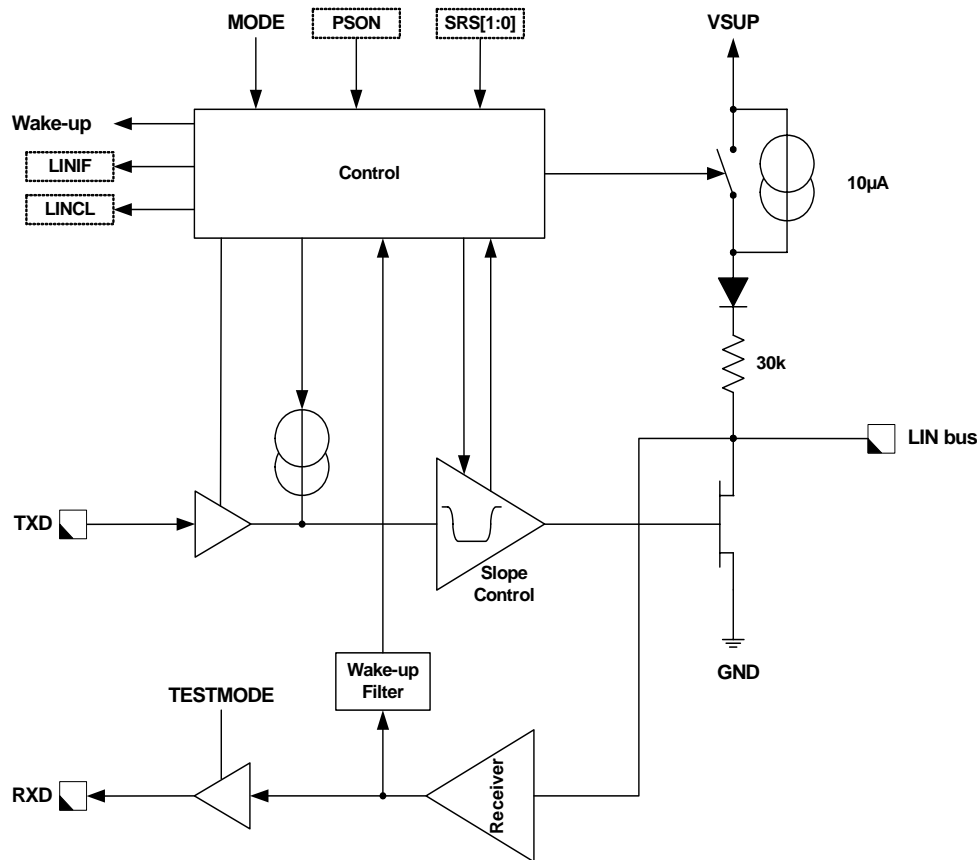 MODE
PSON
SRS[1:0]
VSUP
Wake-up
LINIF
LINCL
Control
10µA
30k
LIN bus
TXD
Slope
Control
GND
Wake-up
Filter
TESTMODE
RXD
Receiver